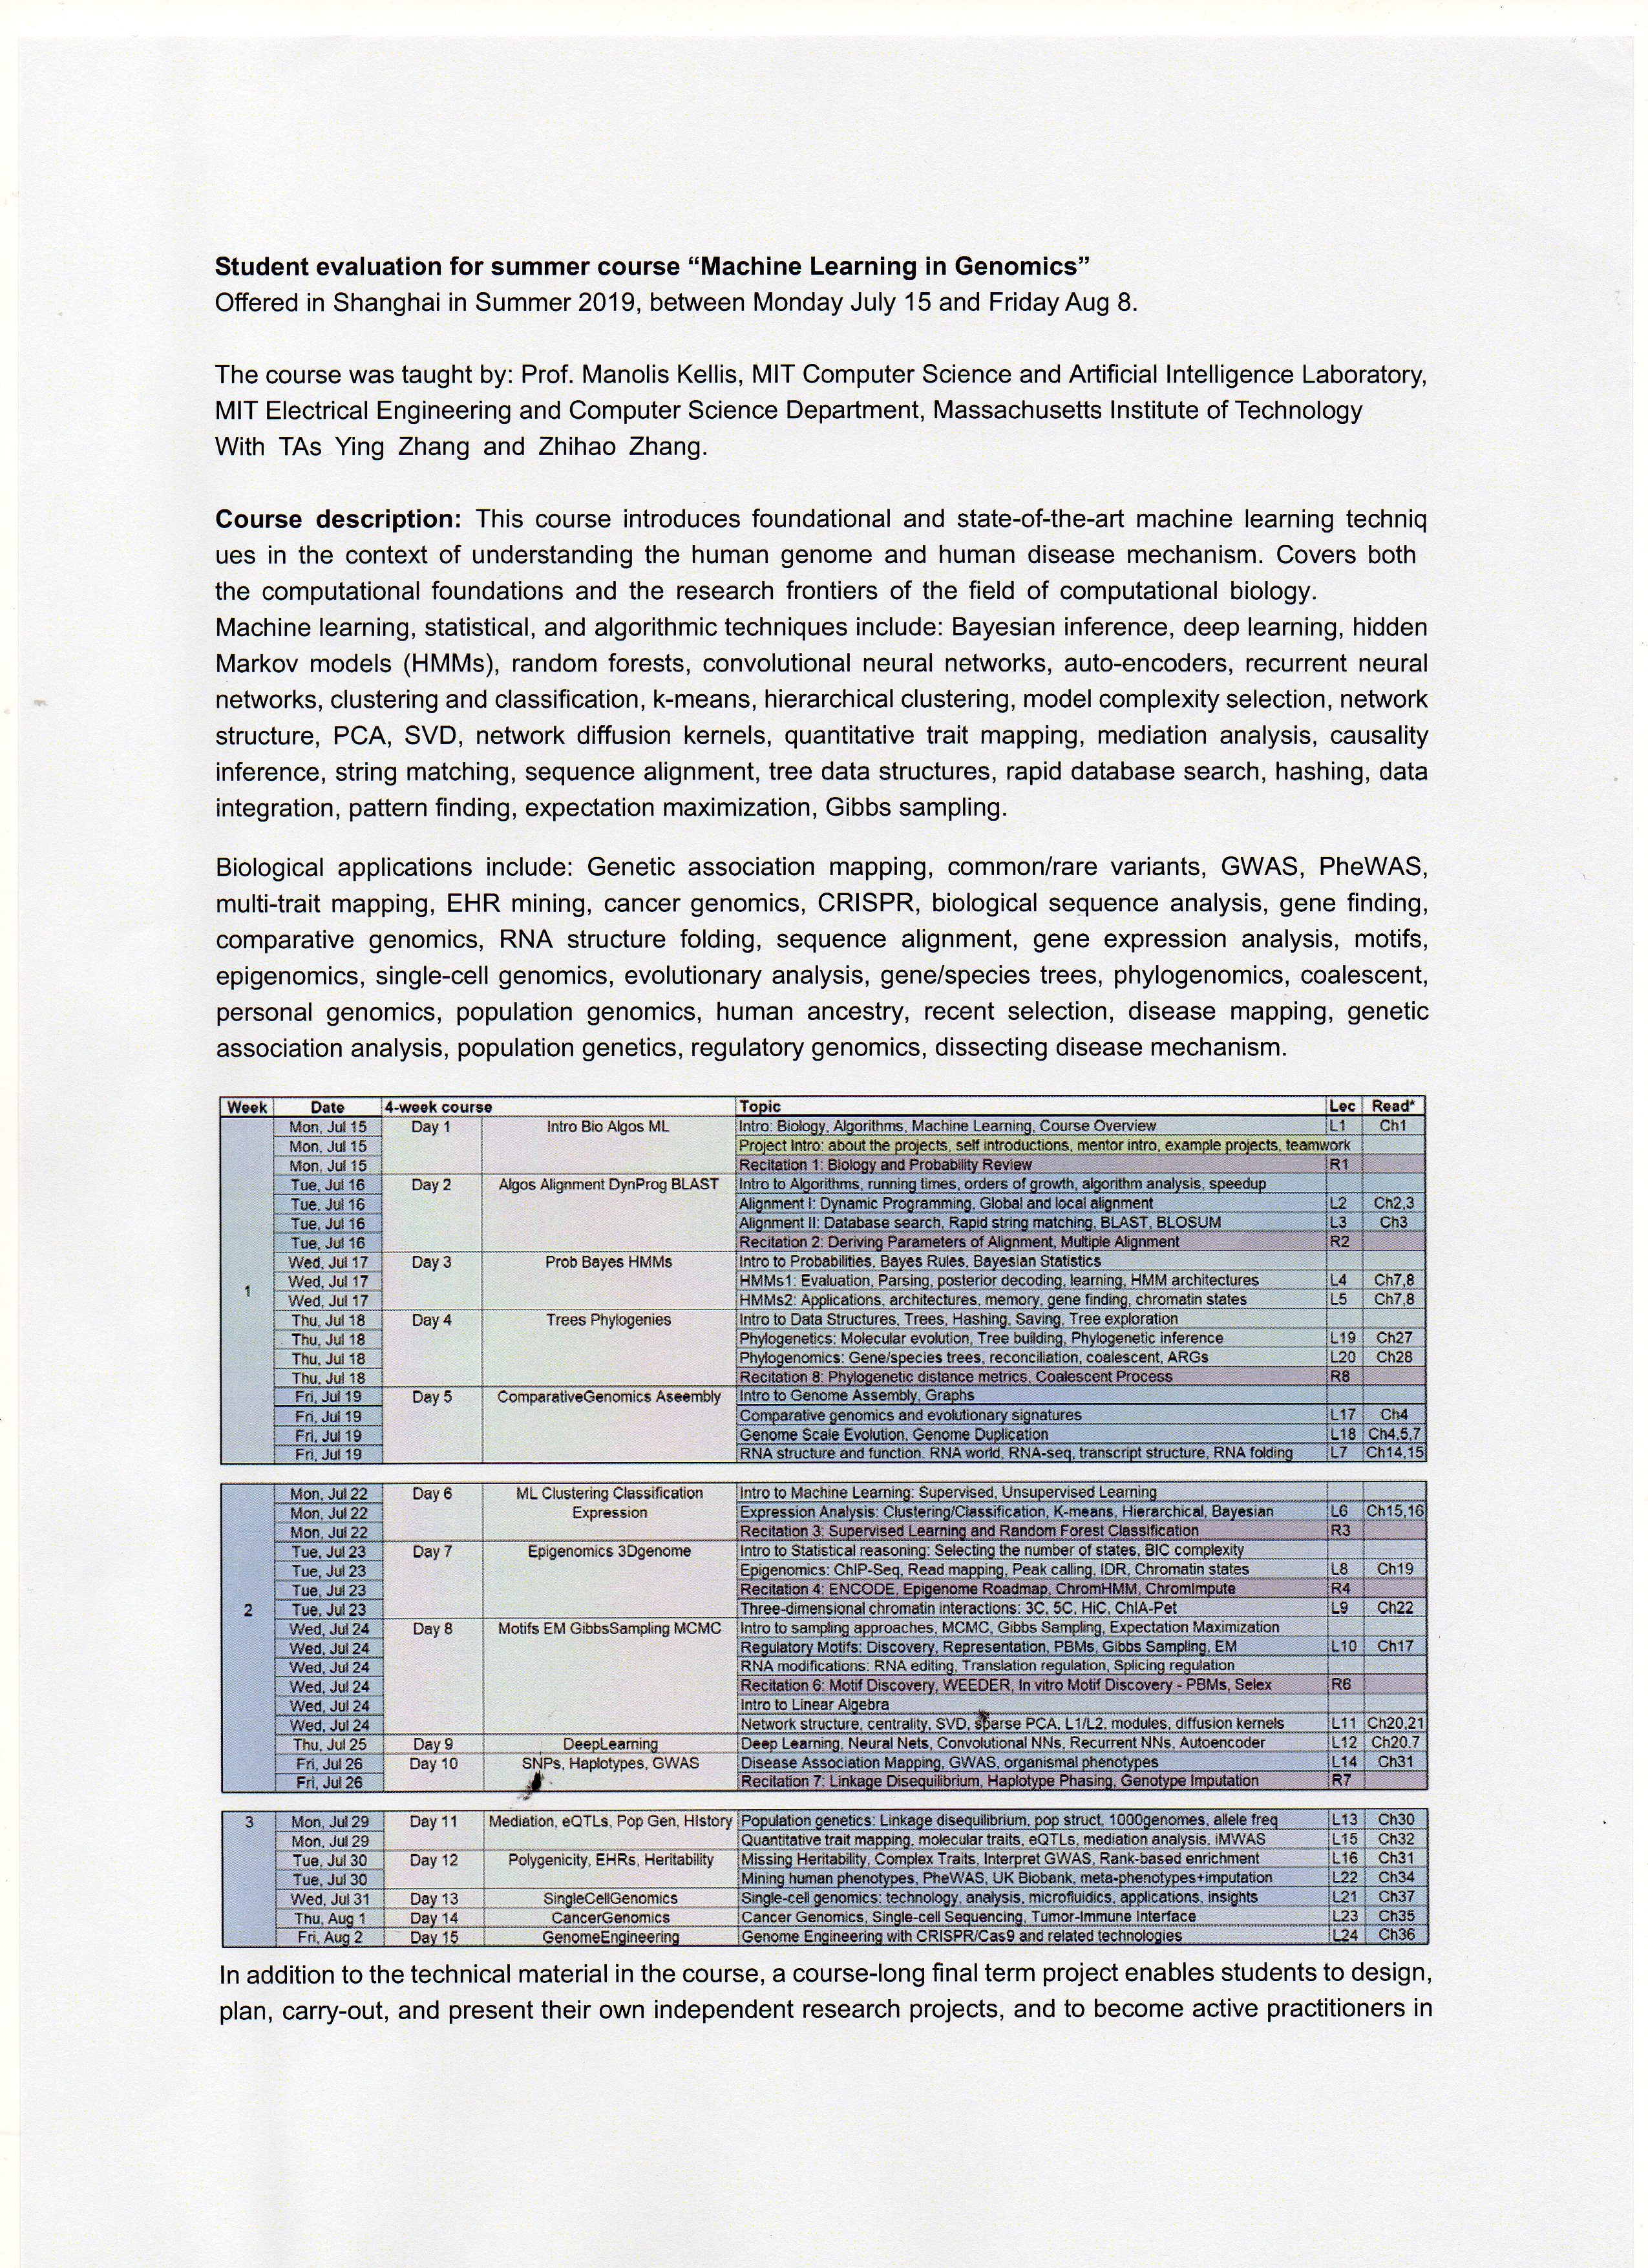 Student evaluation for summer course “Machine Learning in Genomics”
Offered in Shanghai in Summer 2019, between Monday July 15 and Friday Aug 8.
The course was taught by: Prof. Manolis Kellis, MIT Computer Science and Artificial Intelligence Laboratory,
MIT Electrical Engineering and Computer Science Department, Massachusetts Institute of Technology
With TAs Ying Zhang and Zhihao Zhang.
Course description: This course introduces foundational and state-of-the-art machine learning techniq
ues in the context of understanding the human genome and human disease mechanism. Covers both
the computational foundations and the research frontiers of the field of computational biology.
Machine learning, statistical, and algorithmic techniques include: Bayesian inference, deep learning, hidden
Markov models (HMMs), random forests, convolutional neural networks, auto-encoders, recurrent neural
networks, clustering and classification, k-means, hierarchical clustering, model complexity selection, network
structure, PCA, SVD, network diffusion kernels, quantitative trait mapping, mediation analysis, causality
inference, string matching, sequence alignment, tree data structures, rapid database search, hashing, data
integration, pattern finding, expectation maximization, Gibbs sampling.
Biological applications include: Genetic association mapping, common/rare variants, GWAS, PheWAS,
multi-trait mapping, EHR mining, cancer genomics, CRISPR, biological sequence analysis, gene finding,
comparative genomics, RNA structure folding, sequence alignment, gene expression analysis, motifs,
epigenomics, single-cell genomics, evolutionary analysis, gene/species trees, phylogenomics, coalescent,
personal genomics, population genomics, human ancestry, recent selection, disease mapping, genetic
association analysis, population genetics, regulatory genomics, dissecting disease mechanism.
Week Date 4-week course Topic Lec Read*
Mon, Jul 15 Day 1 Intro Bio Algos ML Intro: Biology, Algorithms, Machine Learning, Course Overview L1 Ch1
Mon, Jul 15 Project Intro: about the projects, self introductions, mentor intro, example projects, teamwork
Mon, Jul 15 Recitation 1: Biology and Probability Review R1
Tue, Jul 16 Day 2 Algos Alignment DynProg BLAST Intro to Algorithms, running times, orders of growth, algorithm analysis, speedup
Tue, Jul 16 Alignment I: Dynamic Programming, Global and local alignment L2 Ch2,3
Tue, Jul 16 Alignment II: Database search, Rapid string matching, BLAST, BLOSUM L3 Ch3
Tue, Jul 16 Recitation 2: Deriving Parameters of Alignment, Multiple Alignment R2
Wed, Jul 17 Day 3 Prob Bayes HMMs Intro to Probabilities, Bayes Rules, Bayesian Statistics
1 Wed, Jul 17 HMMs1: Evaluation, Parsing, posterior decoding, learning, HMM architectures L4 Ch7,8
Wed, Jul 17 HMMs2: Applications, architectures, memory, gene finding, chromatin states L5 Ch7,8
Thu, Jul 18 Day 4 Trees Phylogenies Intro to Data Structures, Trees, Hashing, Saving, Tree exploration
Thu, Jul 18 Phylogenetics: Molecular evolution, Tree building, Phylogenetic inference L19 Ch27
Thu, Jul 18 Phylogenomics: Gene/species trees, reconciliation, coalescent, ARGs L20 Ch28
Thu, Jul 18 Recitation 8: Phylogenetic distance metrics, Coalescent Process R8
Fri, Jul 19 Day 5 ComparativeGenomics Aseembly Intro to Genome Assembly, Graphs
Fri, Jul 19 Comparative genomics and evolutionary signatures L17 Ch4
Fri, Jul 19 Genome Scale Evolution, Genome Duplication L18 Ch4,5,7
Fri, Jul 19 RNA structure and function. RNA world, RNA-seq, transcript structure, RNA folding L7 Ch14,15
Mon, Jul 22 Day 6 ML Clustering Classification Intro to Machine Learning: Supervised, Unsupervised Learning
Mon, Jul 22 Expression Expression Analysis: Clustering/Classification, K-means, Hierarchical, Bayesian L6 Ch15,16
Mon, Jul 22 Recitation 3: Supervised Learning and Random Forest Classification R3
Tue, Jul 23 Day 7 Epigenomics 3Dgenome Intro to Statistical reasoning: Selecting the number of states, BIC complexity
Tue, Jul 23 Epigenomics: ChIP-Seq, Read mapping, Peak calling, IDR, Chromatin states L8 Ch19
Tue, Jul 23 Recitation 4: ENCODE, Epigenome Roadmap, ChromHMM, ChromImpute R4
2 Tue, Jul 23 Three-dimensional chromatin interactions: 3C, 5C, HiC, ChIA-Pet L9 Ch22
Wed, Jul 24 Day 8 Motifs EM GibbsSampling MCMC Intro to sampling approaches, MCMC, Gibbs Sampling, Expectation Maximization
Wed, Jul 24 Regulatory Motifs: Discovery, Representation, PBMs, Gibbs Sampling, EM L10 Ch17
Wed, Jul 24 RNA modifications: RNA editing, Translation regulation, Splicing regulation
Wed, Jul 24 Recitation 6: Motif Discovery, WEEDER, In vitro Motif Discovery - PBMs, Selex R6
Wed, Jul 24 Intro to Linear Algebra
Wed, Jul 24 Network structure, centrality, SVD, sparse PCA, L1/L2, modules, diffusion kernels L11 Ch20,21
Thu, Jul 25 Day 9 DeepLearning Deep Learning, Neural Nets, Convolutional NNs, Recurrent NNs, Autoencoder L12 Ch20.7
Fri, Jul 26 Day 10 SNPs, Haplotypes, GWAS Disease Association Mapping, GWAS, organismal phenotypes L14 Ch31
Fri, Jul 26 Recitation 7: Linkage Disequilibrium, Haplotype Phasing, Genotype Imputation R7
3 Mon, Jul 29 Day 11 Mediation, eQTLs, Pop Gen, HIstory Population genetics: Linkage disequilibrium, pop struct, 1000genomes, allele freq L13 Ch30
Mon, Jul 29 Quantitative trait mapping, molecular traits, eQTLs, mediation analysis, iMWAS L15 Ch32
Tue, Jul 30 Day 12 Polygenicity, EHRs, Heritability Missing Heritability, Complex Traits, Interpret GWAS, Rank-based enrichment L16 Ch31
Tue, Jul 30 Mining human phenotypes, PheWAS, UK Biobank, meta-phenotypes+imputation L22 Ch34
Wed, Jul 31 Day 13 SingleCellGenomics Single-cell genomics: technology, analysis, microfluidics, applications, insights L21 Ch37
Thu, Aug 1 Day 14 CancerGenomics Cancer Genomics, Single-cell Sequencing, Tumor-Immune Interface L23 Ch35
Fri, Aug 2 Day 15 GenomeEngineering Genome Engineering with CRISPR/Cas9 and related technologies L24 Ch36
In addition to the technical material in the course, a course-long final term project enables students to design,
plan, carry-out, and present their own independent research projects, and to become active practitioners in